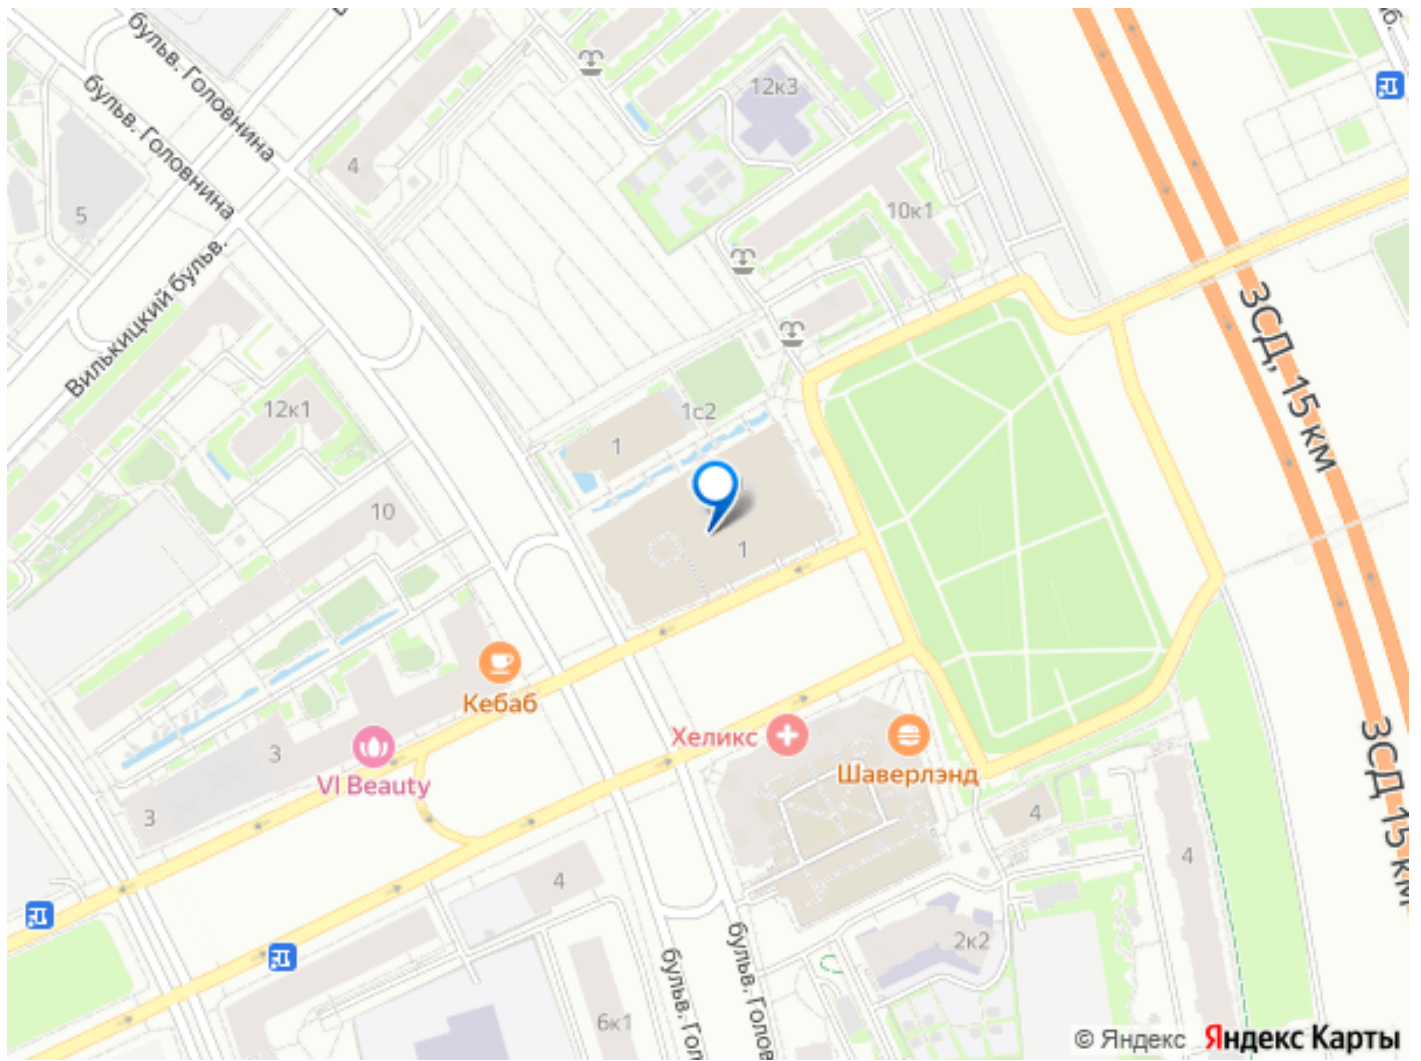 бульв. Головнина
бульв. Головнина
12к3
4
5
10к1
Вилькицкий бульв.
ЗСД, 15 км
12к1
1с2
1
10
1
Кебаб
3
VI Beauty
3
Хеликс
Шаверлэнд
ЗСД 15 км
4
4
4
2к2
6к1
бульв. Гол
бульв. Голов
© Яндекс Яндекс Карты